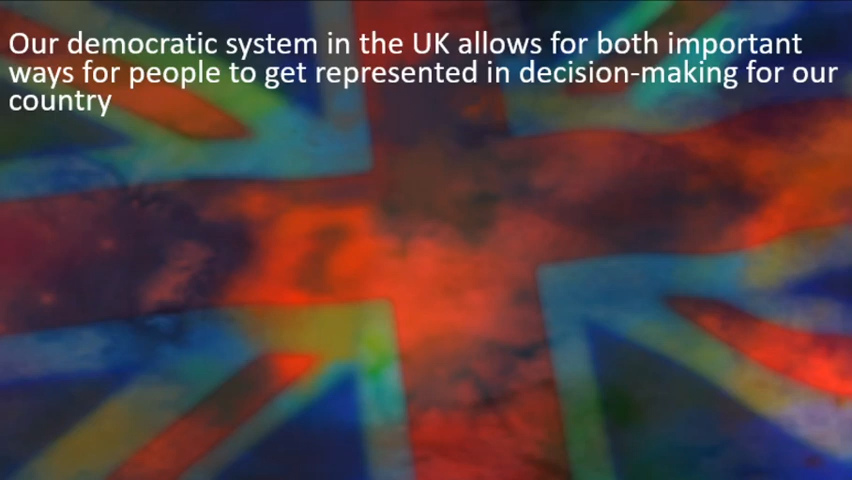 Our democratic system in the UK allows for both important
ways for people to get represented in decision-making for our
country